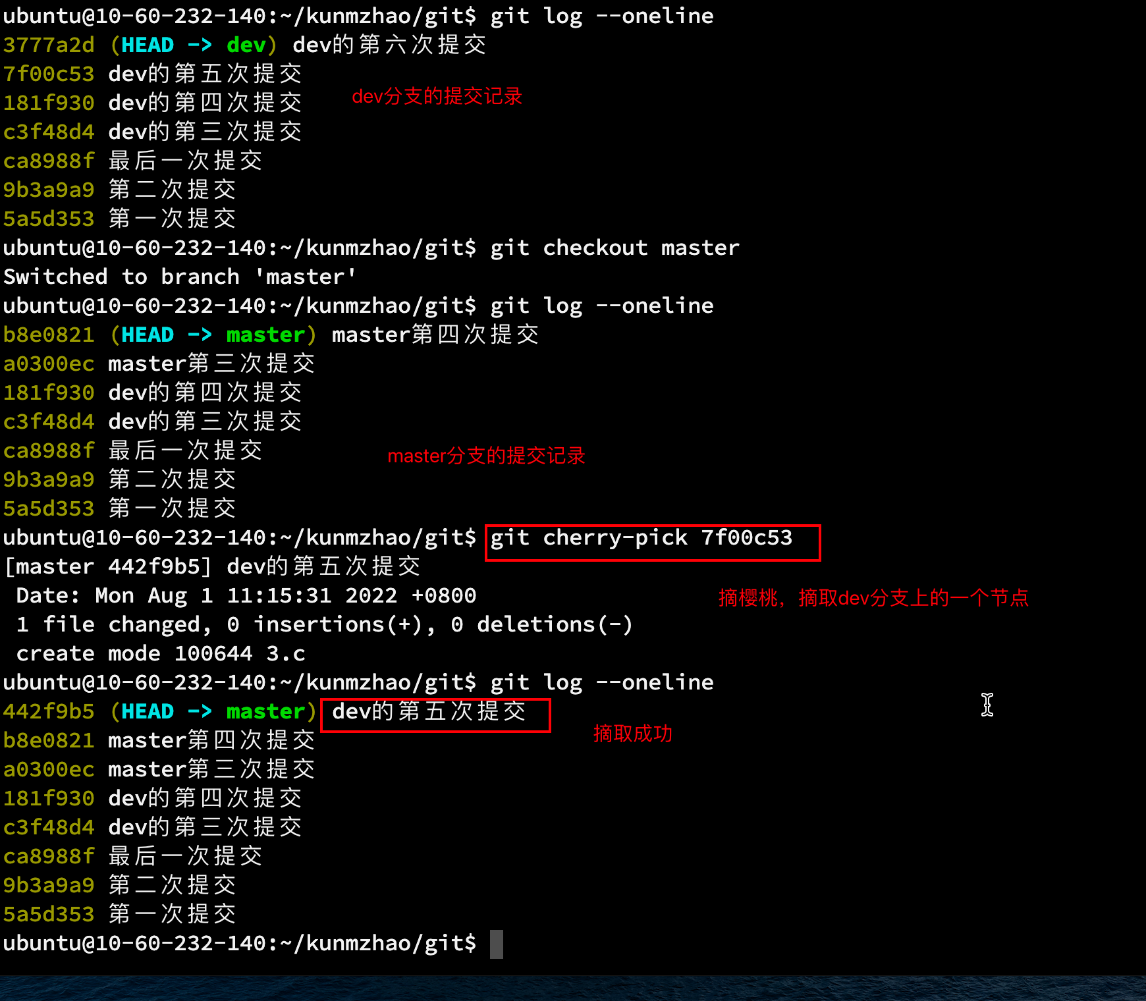 ubuntu@10-60-232-140:~/kunmzhao/git$ git log --oneline
3777a2d (HEAD -> dev) dev的第六次提交
7f00c53 dev的第五次提交
dev分支的提交记录
181f930 dev的第四次提交
c3f48d4 dev的第三次提交
ca8988f 最后一次提交
9b3a9a9 第二次提交
5a5d353 第一次提交
ubuntu@10-60-232-140:~/kunmzhao/git$ git checkout master
Switched to branch 'master'
ubuntu@10-60-232-140:~/kunmzhao/git$ git log --oneline
b8e0821 (HEAD -> master) master第四次提交
a0300ec master第三次提交
181f930 dev的第四次提交
c3f48d4 dev的第三次提交
ca8988f 最后一次提交
master分支的提交记录
9b3a9a9 第二次提交
5a5d353 第一次提交
ubuntu@10-60-232-140:~/kunmzhao/git$ git cherry-pick 7f00c53
[master 442f9b5] dev的第五次提交
Date: Mon Aug 1 11:15:31 2022 +0800
摘樱桃，摘取dev分支上的一个节点
1 file changed, 0 insertions(+), 0 deletions(-)
create mode 100644 3.c
ubuntu@10-60-232-140:~/kunmzhao/git$ git log --oneline
442f9b5 (HEAD -> master) dev的第五次提交
摘取成功
b8e0821 master第四次提交
a0300ec master第三次提交
181f930 dev的第四次提交
c3f48d4 dev的第三次提交
ca8988f 最后一次提交
9b3a9a9 第二次提交
5a5d353 第一次提交
ubuntu@10-60-232-140:~/kunmzhao/git$